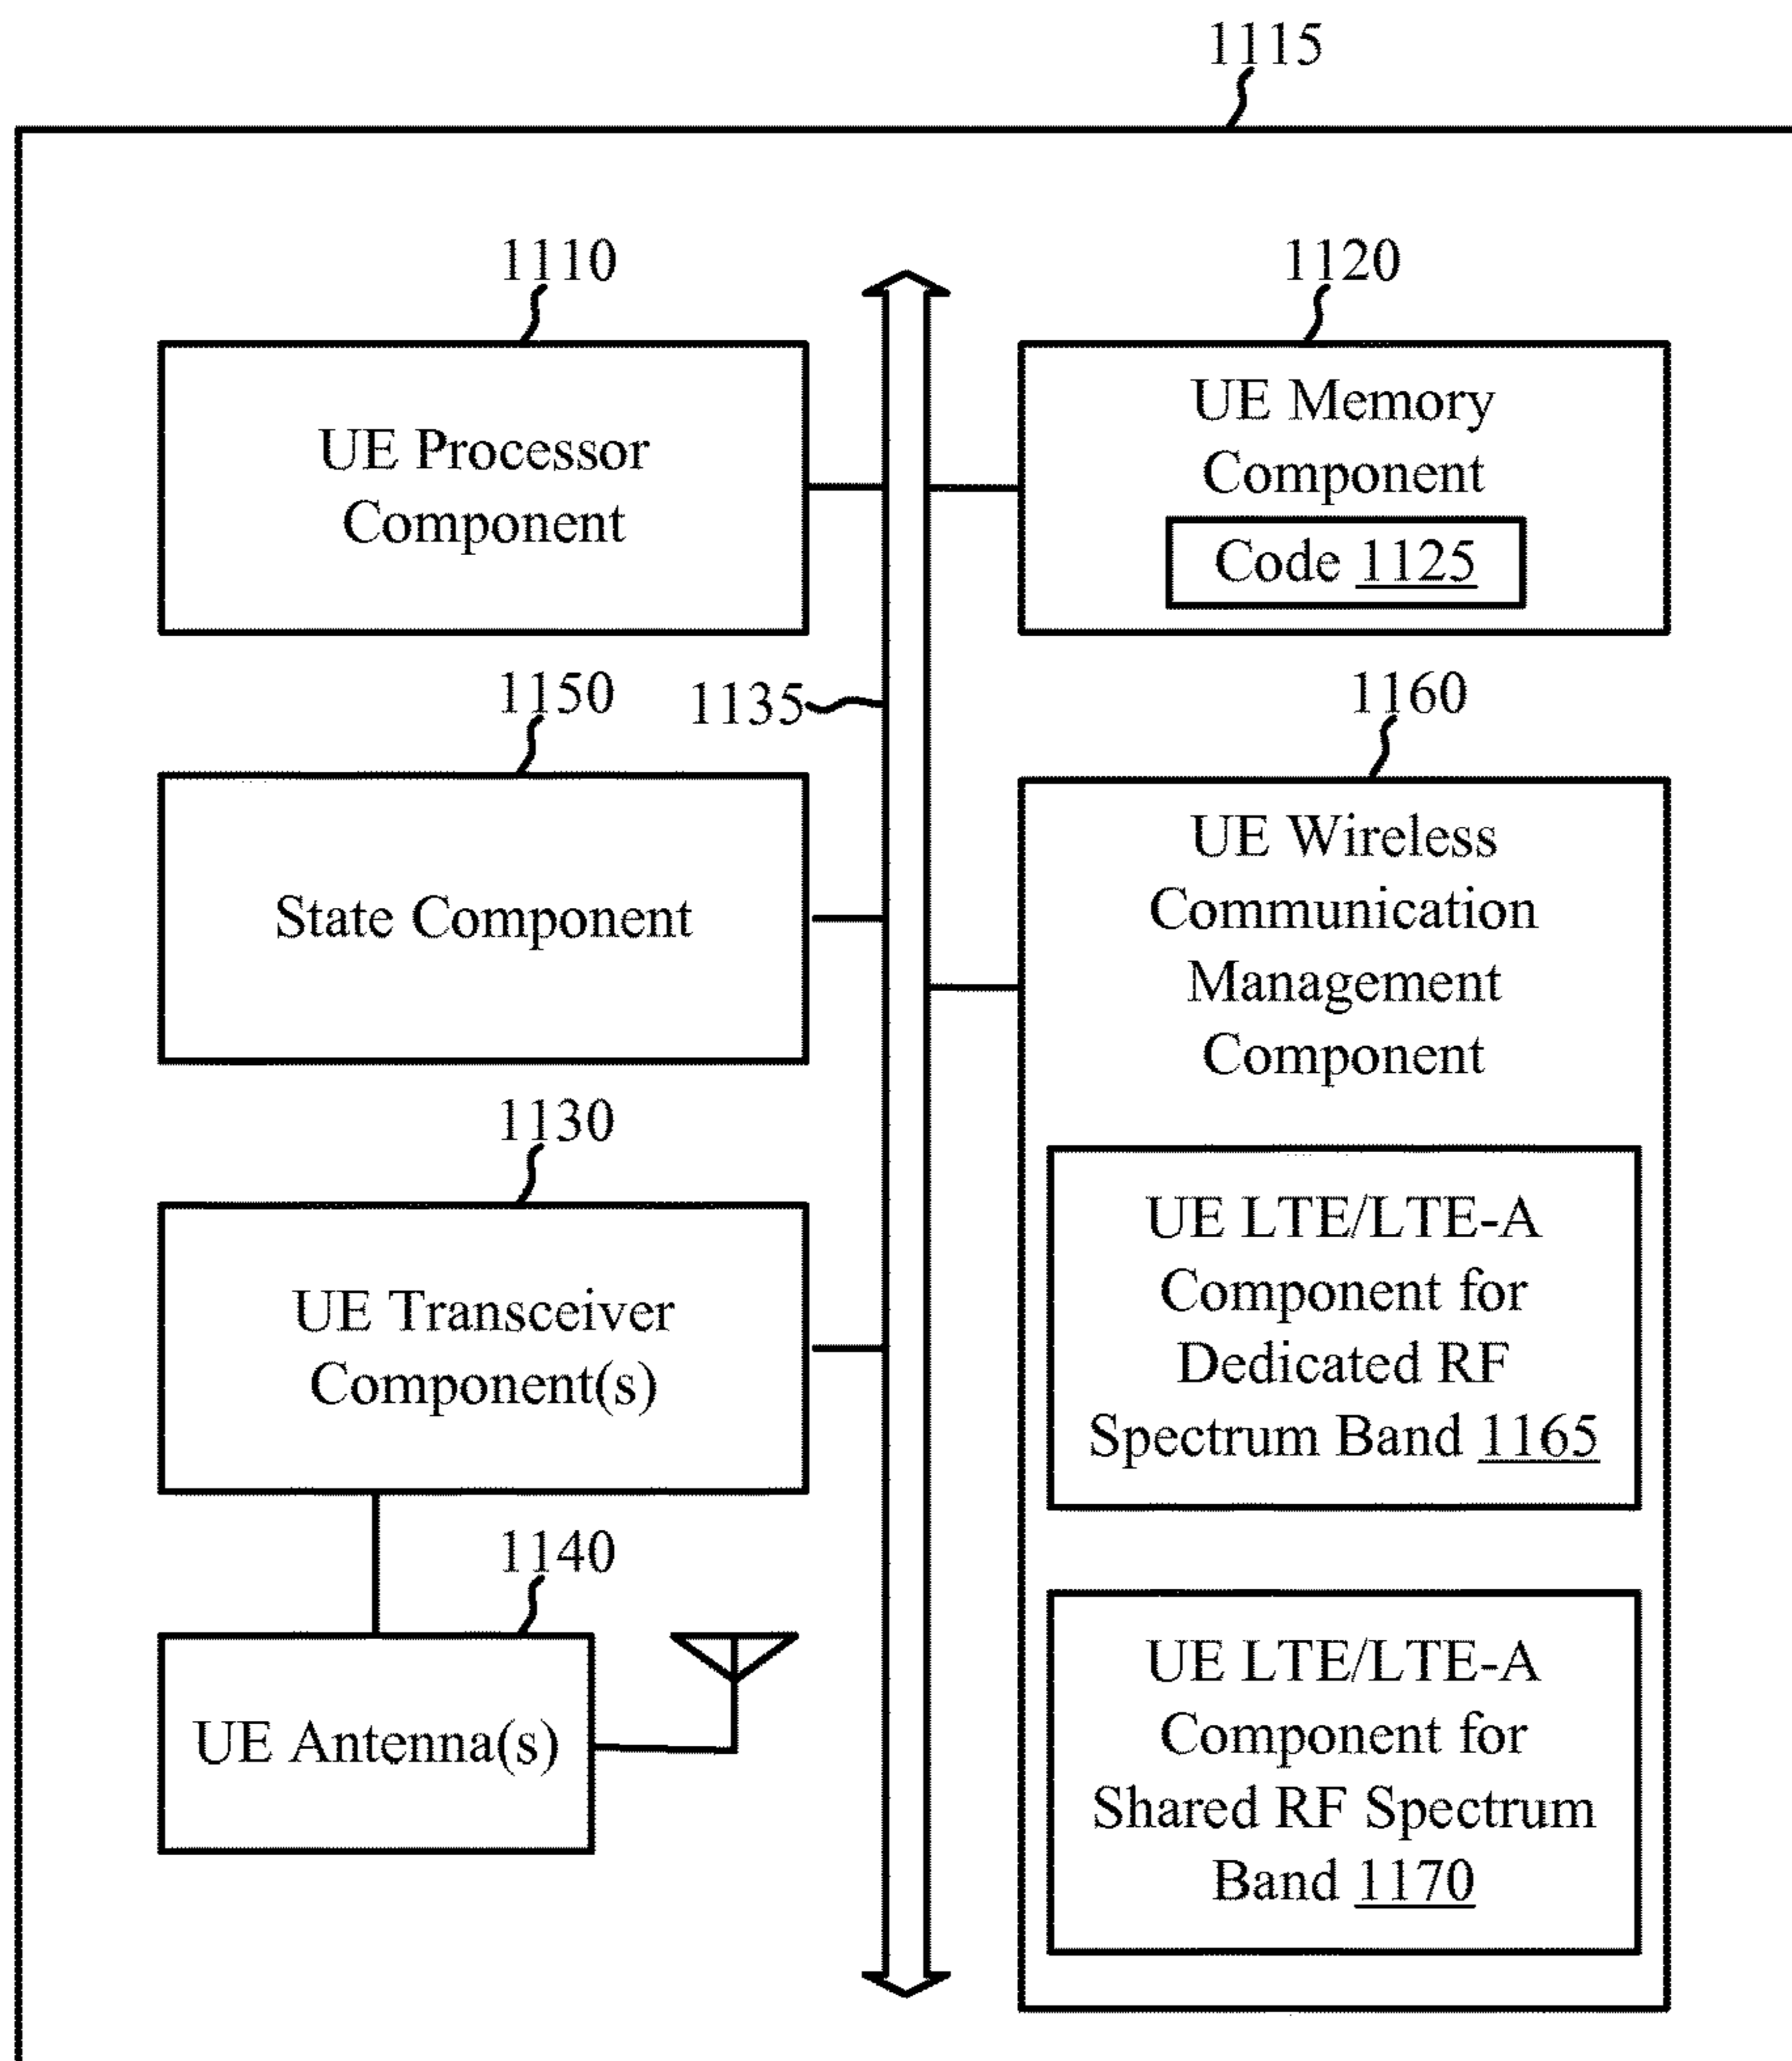 1115
1110
UE Processor
Component
1120
UE Memory
Component
Code 1125
1150
State Component
1135
1160
UE Wireless
Communication
Management
Component
UE LTE/LTE-A
Component for
Dedicated RF
Spectrum Band 1165
UE LTE/LTE-A
Component for
Shared RF Spectrum
Band 1170
1130
UE Transceiver
Component(s)
1140
UE Antenna(s)